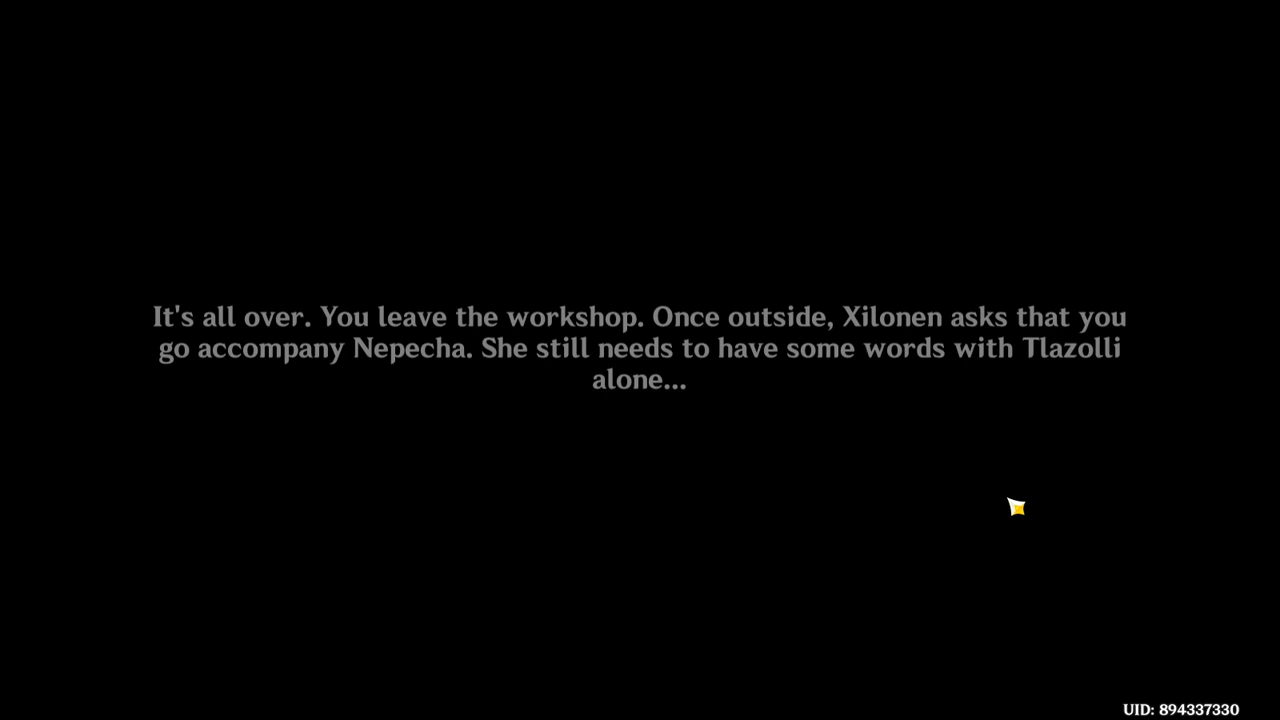 It's all over. You leave the workshop. Once outside, Xilonen asks that you
go accompany Nepecha. She still needs to have some words with Tlazolli
alone...
UID: 894337330